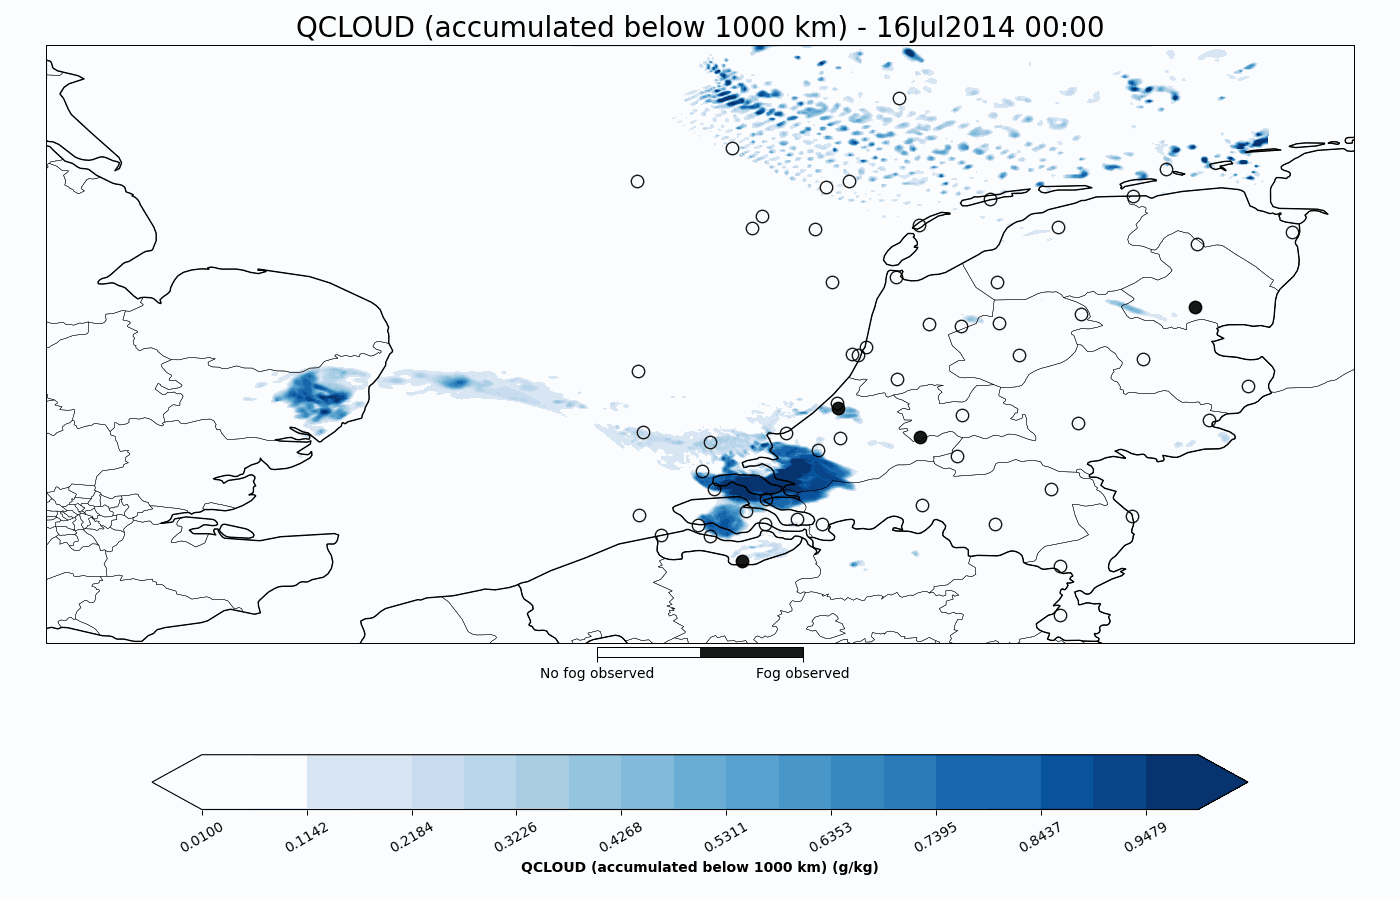 QCLOUD (accumulated below 1000 km) - 16Jul2014 00:00
No fog observed Fog observed
0.0100 0.1142 0.2184 0.3226 0.4268 0.5311 0.6353 0.7395 0.8437 0.9479
QCLOUD (accumulated below 1000 km) (g/kg)